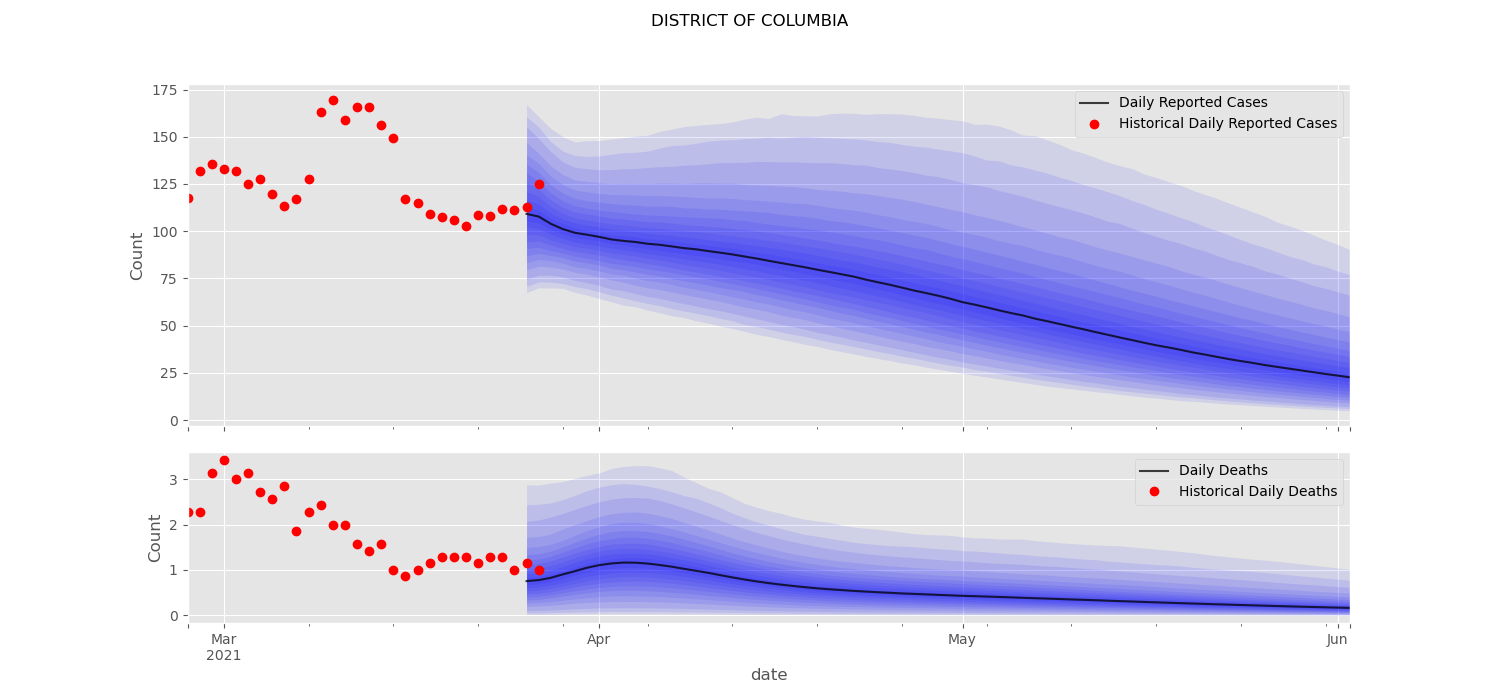 DISTRICT OF COLUMBIA
175
150
125
100
75
50
25
0
Count
Daily Reported Cases
Historical Daily Reported Cases
3
2
1
0
Count
Daily Deaths
Historical Daily Deaths
Mar
2021
Apr
May
Jun
date